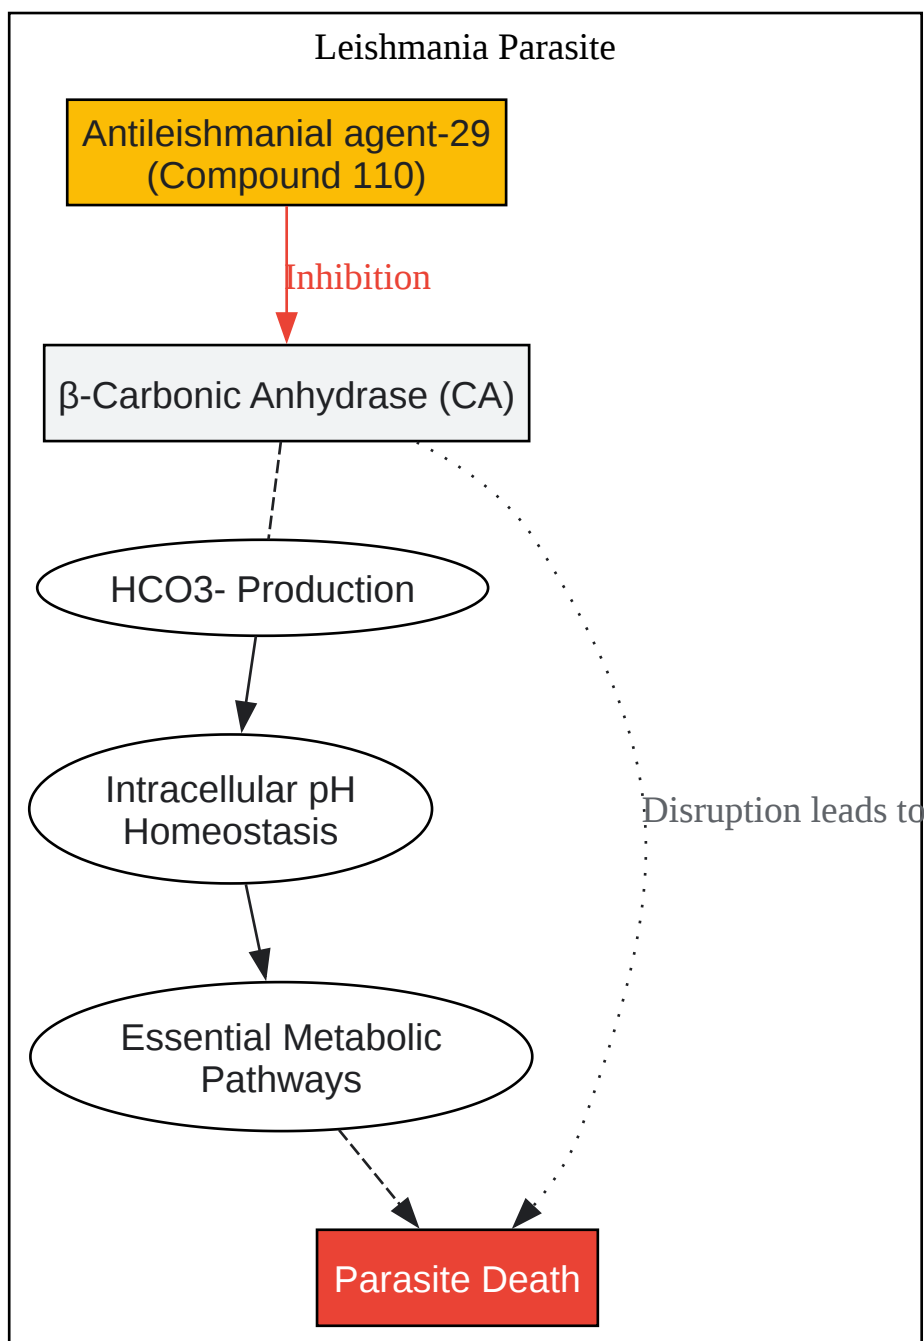 Leishmania Parasite
Antileishmanial agent-29
(Compound 110)
Inhibition
β-Carbonic Anhydrase (CA)
HCO3- Production
Intracellular pH
Homeostasis
Disruption leads to
Essential Metabolic
Pathways
Parasite Death